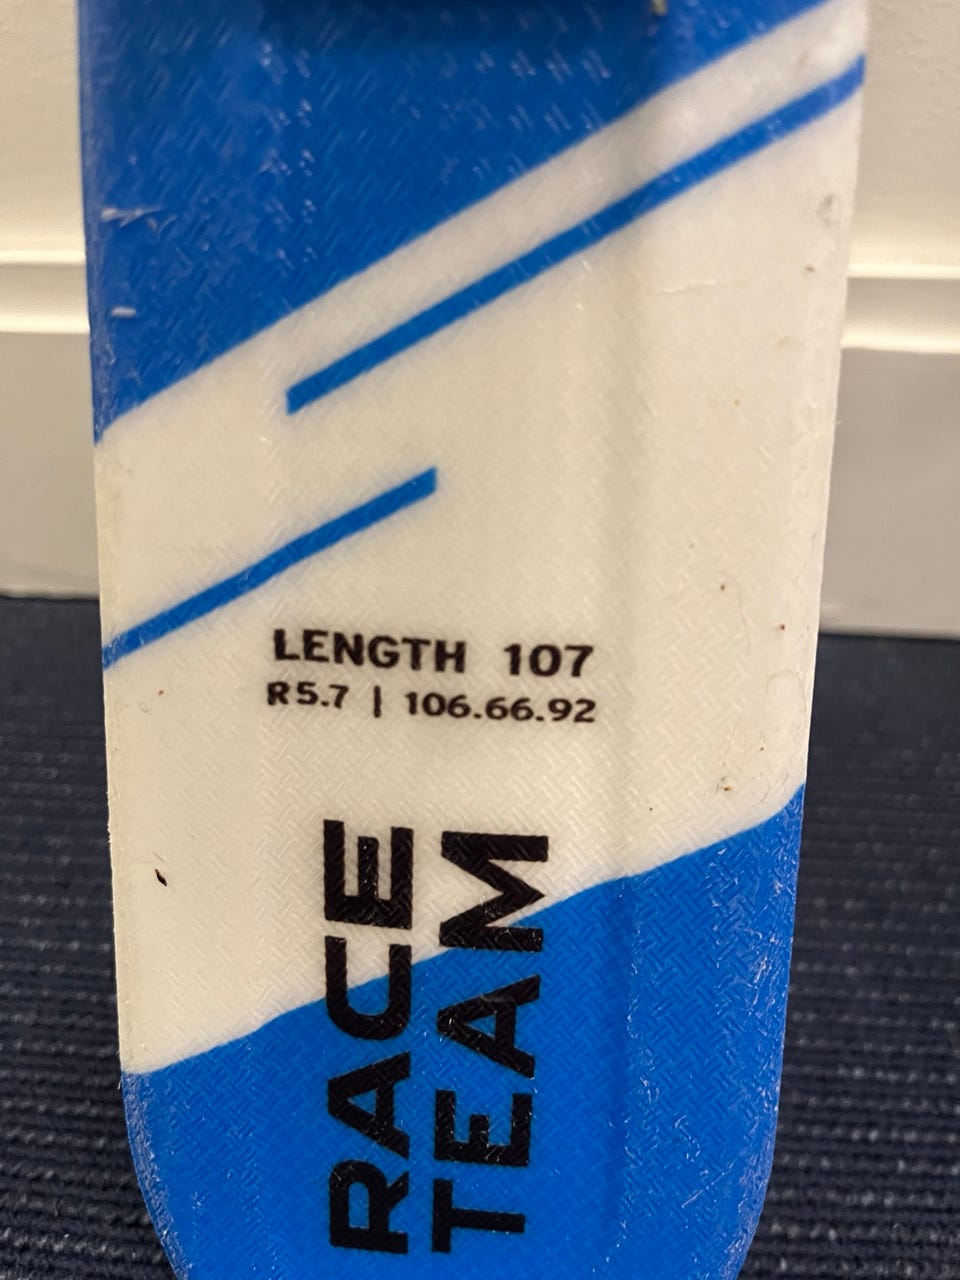 LENGTH 107
R5.7 | 106.66.92
RACE
TEAM